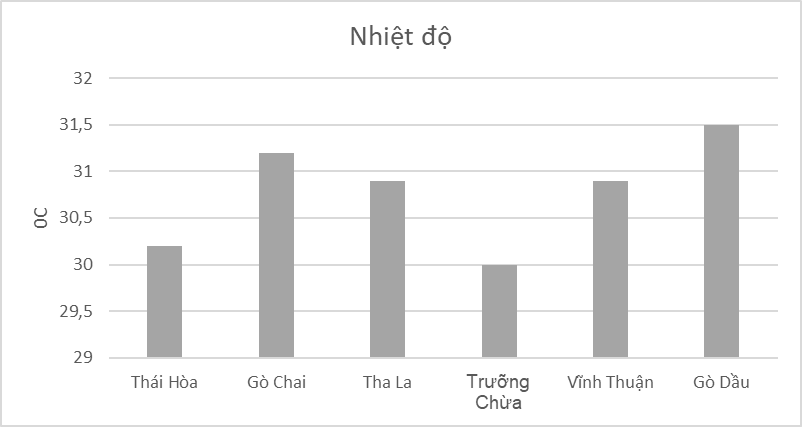 Nhiệt độ
32
31,5
31
30,5
30
29,5
29
0C
Thái Hòa
Gò Chai
Tha La
Trưỡng
Chừa
Vĩnh Thuận
Gò Dầu